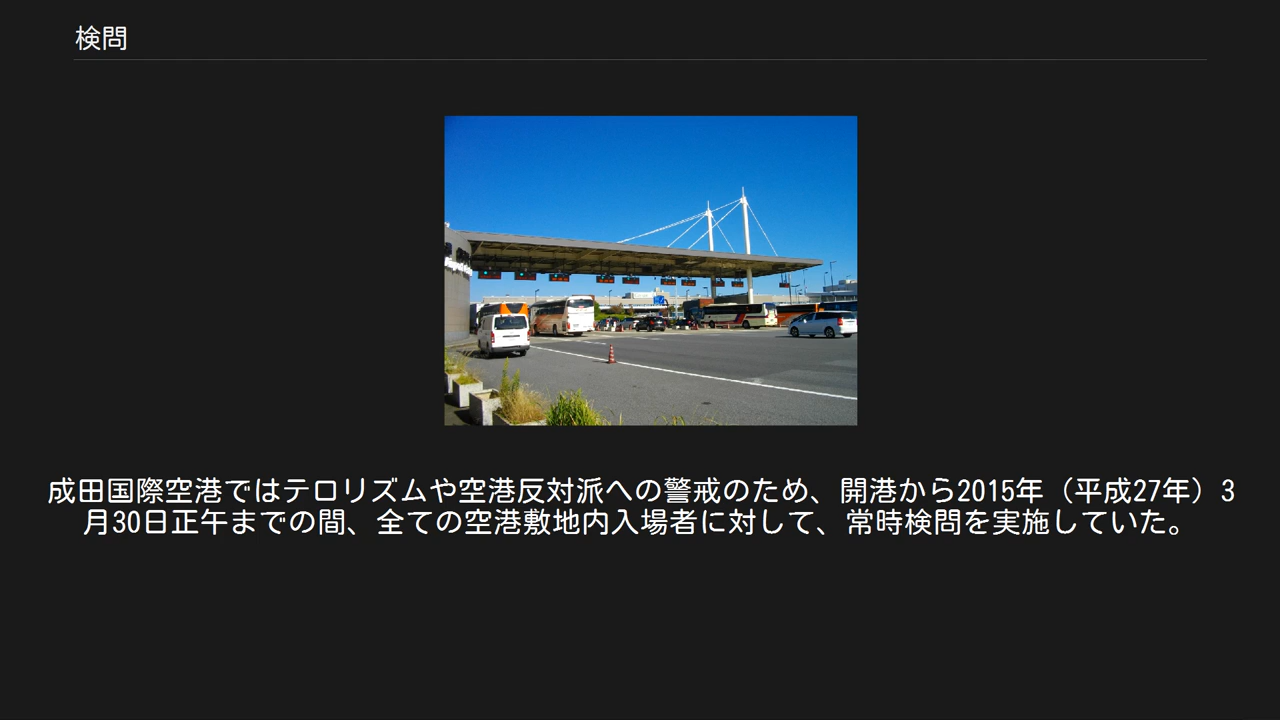 検問
成田国際空港ではテロリズムや空港反対派への警戒のため、開港から2015年（平成27年）3
月30日正午までの間、全ての空港敷地内入場者に対して、常時検問を実施していた。